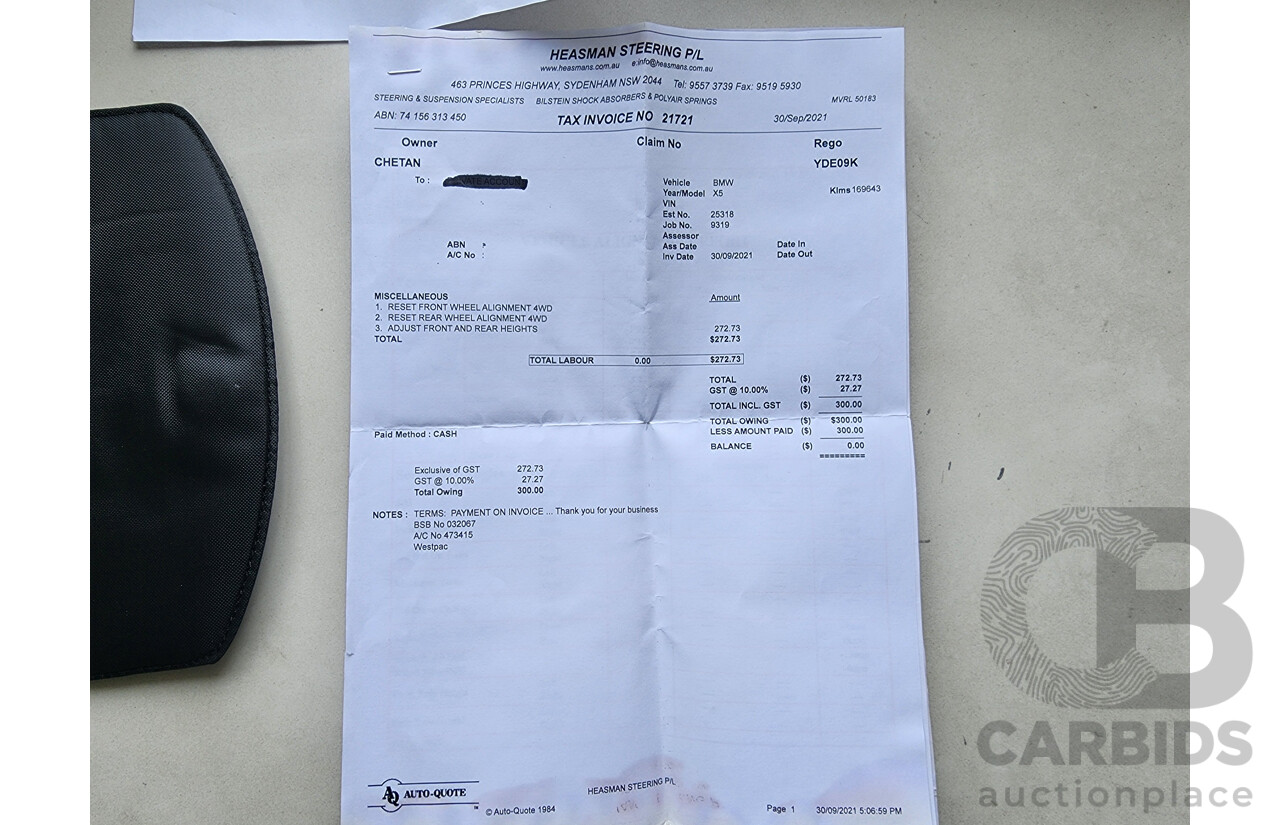 HEASMAN STEERING P/L
www.heasmans.com.au e:info@heasmans.com.au
463 PRINCES HIGHWAY, SYDENHAM NSW 2044 Tel: 9557 3739 Fax: 9519 5930
STEERING & SUSPENSION SPECIALISTS BILSTEIN SHOCK ABSORBERS & POLYAIR SPRINGS MVRL 50183
ABN: 74 156 313 450 TAX INVOICE NO 21721 30/Sep/2021
Owner Claim No Rego
CHETAN YDE09K
To :
Vehicle BMW
Year/Model X5 Klms 169643
VIN
Est No. 25318
Job No. 9319
Assessor
ABN : Ass Date Date In
A/C No : Inv Date 30/09/2021 Date Out
MISCELLANEOUS Amount
1. RESET FRONT WHEEL ALIGNMENT 4WD
2. RESET REAR WHEEL ALIGNMENT 4WD
3. ADJUST FRONT AND REAR HEIGHTS 272.73
TOTAL $272.73
TOTAL LABOUR 0.00 $272.73
TOTAL ($) 272.73
GST @ 10.00% ($) 27.27
TOTAL INCL. GST ($) 300.00
TOTAL OWING ($) $300.00
Paid Method : CASH LESS AMOUNT PAID ($) 300.00
BALANCE ($) 0.00
=========
Exclusive of GST 272.73
GST @ 10.00% 27.27
Total Owing 300.00
NOTES : TERMS: PAYMENT ON INVOICE ... Thank you for your business
BSB No 032067
A/C No 473415
Westpac
AQ AUTO-QUOTE ™
© Auto-Quote 1984 HEASMAN STEERING P/L Page 1 30/09/2021 5:06:59 PM
CB
CARBIDS
auctionplace